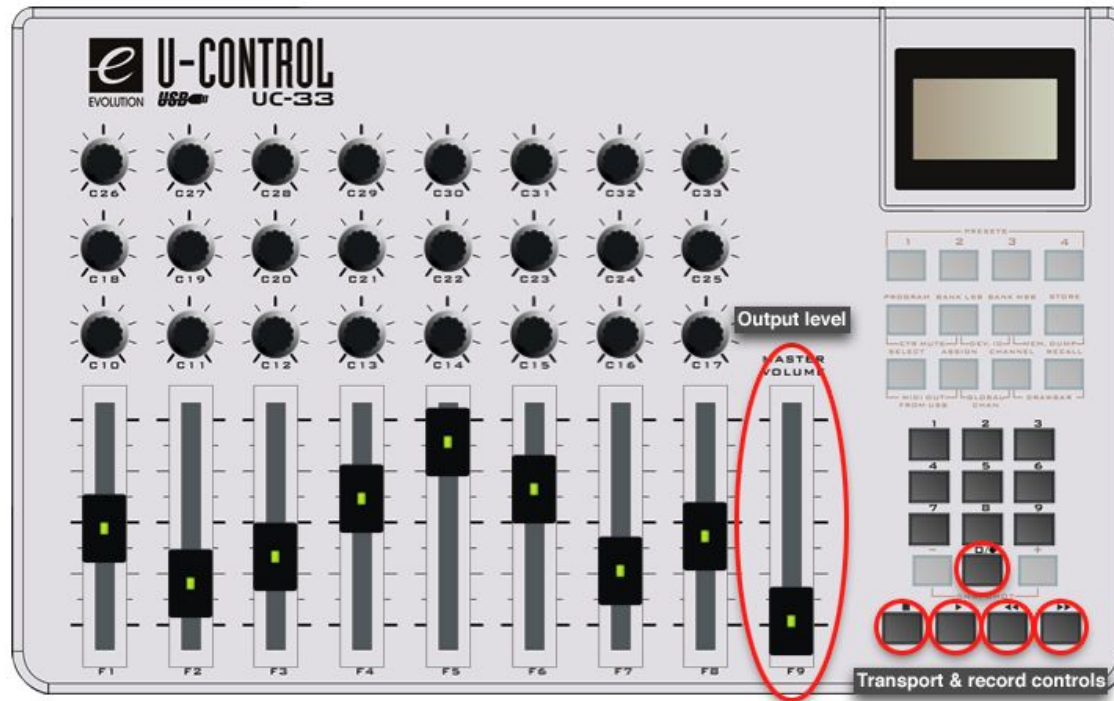 e
EVOLUTION
U-CONTROL
USB
UC-33
C26 C27 C28 C29 C30 C31 C32 C33
C18 C19 C20 C21 C22 C23 C24 C25
C10 C11 C12 C13 C14 C15 C16 C17
Output level
MASTER
VOLUME
F1 F2 F3 F4 F5 F6 F7 F8 F9
PRESETS
1 2 3 4
PROGRAM BANK LSB BANK MSB STORE
CTR MUTE DEV. ID MEM. DUMP
SELECT ASSIGN CHANNEL RECALL
MIDI OUT GLOBAL DRAWBAR
FROM USB CHAN
1 2 3
4 5 6
7 8 9
- +
SNAPSHOT
Transport & record controls